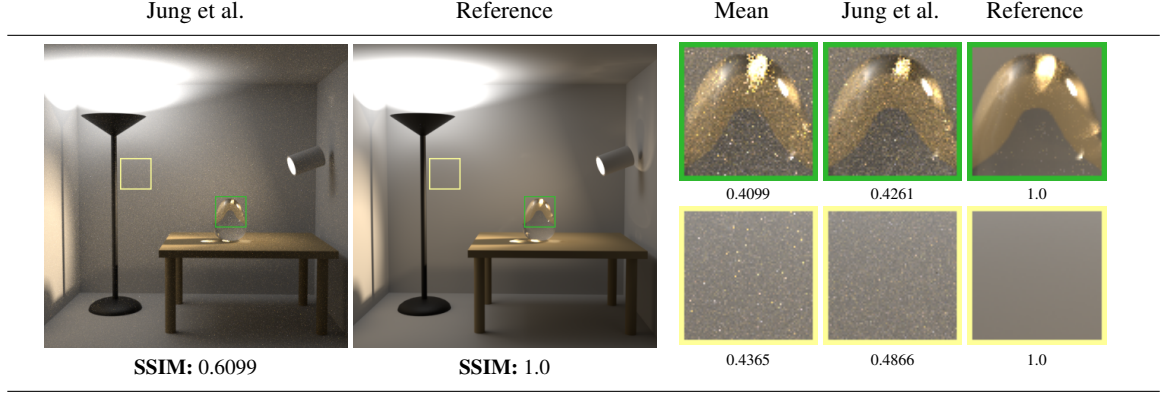 Jung et al. Reference Mean Jung et al. Reference
0.4099 0.4261 1.0
0.4365 0.4866 1.0
SSIM: 0.6099 SSIM: 1.0